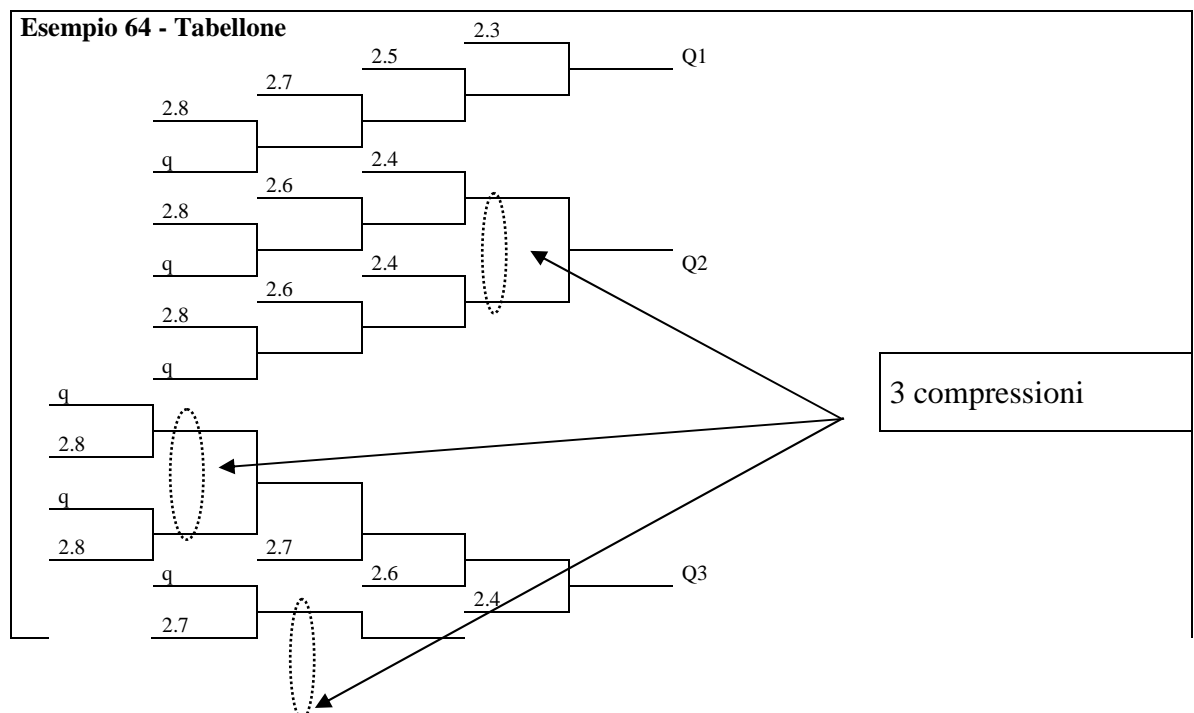 Esempio 64 - Tabellone
2.3
2.5
Q1
2.7
2.8
q
2.4
2.6
2.8
Q2
q
2.4
2.6
2.8
q
3 compressioni
q
2.8
q
2.8
2.7
q
2.6
Q3
2.4
2.7